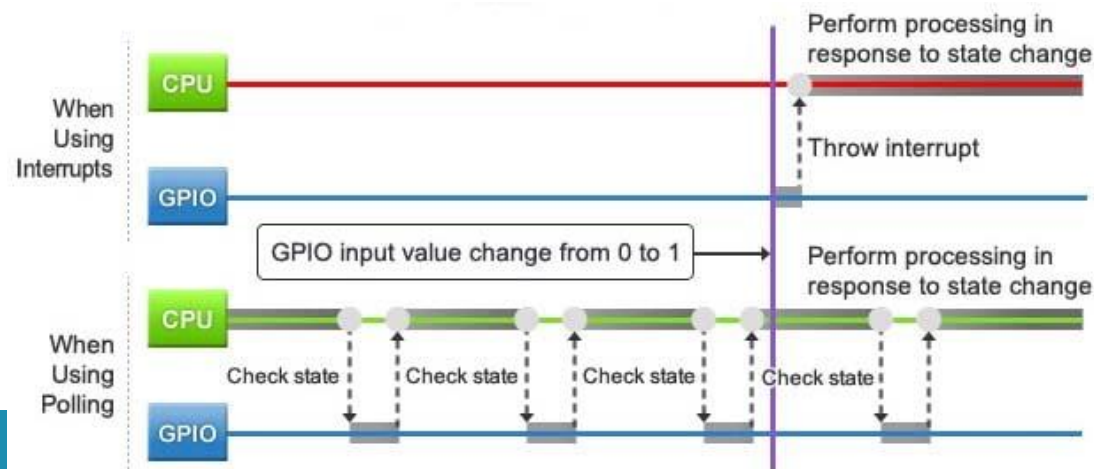 Perform processing in
response to state change
CPU
When
Using
Interrupts
Throw interrupt
GPIO
GPIO input value change from 0 to 1
Perform processing in
response to state change
CPU
When
Using
Polling
Check state
Check state
Check state
Check state
GPIO